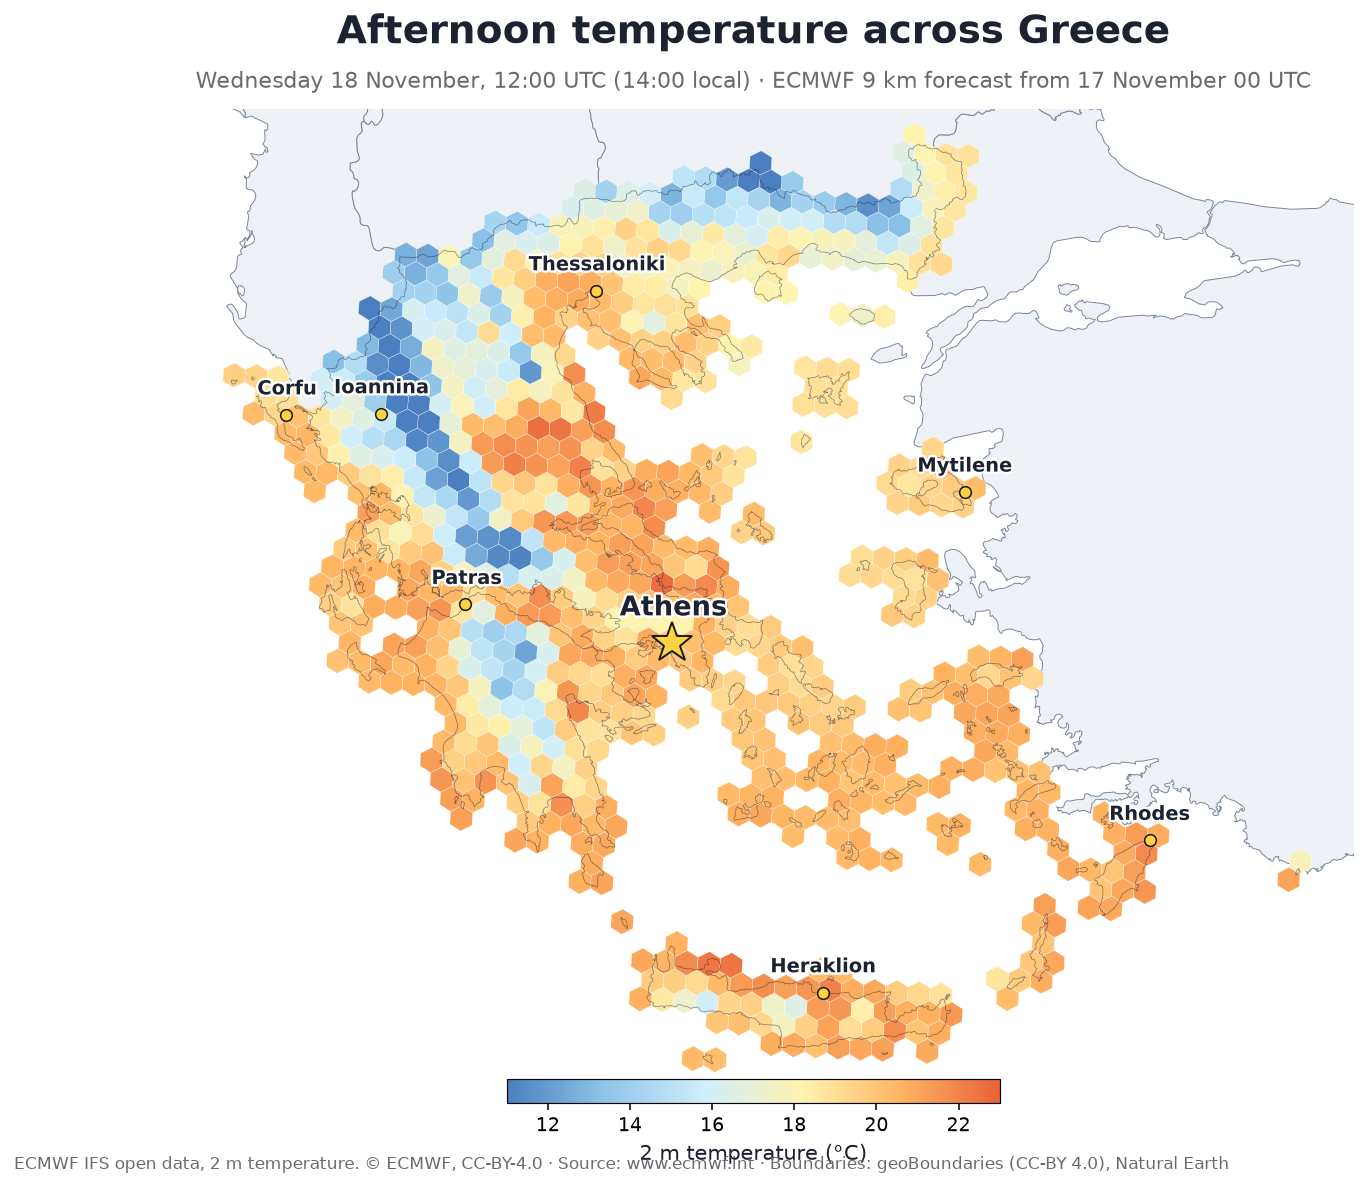 Afternoon temperature across Greece
Wednesday 18 November, 12:00 UTC (14:00 local) · ECMWF 9 km forecast from 17 November 00 UTC
Thessaloniki
Corfu
Ioannina
Mytilene
Patras
Athens
Rhodes
Heraklion
12 14 16 18 20 22
2 m temperature (°C)
ECMWF IFS open data, 2 m temperature. © ECMWF, CC-BY-4.0 · Source: www.ecmwf.int · Boundaries: geoBoundaries (CC-BY 4.0), Natural Earth